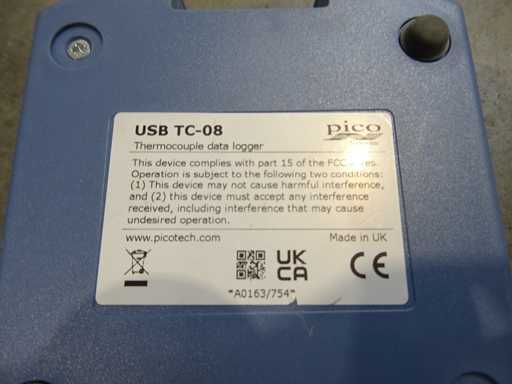 USB TC-08
pico
Thermocouple data logger
This device complies with part 15 of the FCC rules.
Operation is subject to the following two conditions:
(1) This device may not cause harmful interference,
and (2) this device must accept any interference
received, including interference that may cause
undesired operation.
www.picotech.com
Made in UK
UK
CA
CE
*A0163/754*